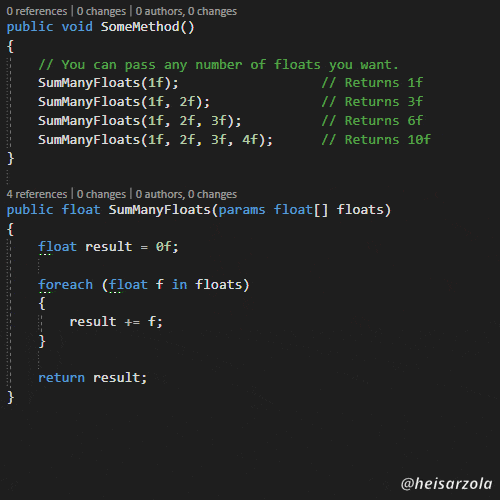 0 references | 0 changes | 0 authors, 0 changes
public void SomeMethod()
{
// You can pass any number of floats you want.
SumManyFloats(1f); // Returns 1f
SumManyFloats(1f, 2f); // Returns 3f
SumManyFloats(1f, 2f, 3f); // Returns 6f
SumManyFloats(1f, 2f, 3f, 4f); // Returns 10f
}
4 references | 0 changes | 0 authors, 0 changes
public float SumManyFloats(params float[] floats)
{
float result = 0f;
foreach (float f in floats)
{
result += f;
}
return result;
}
@heisarzola